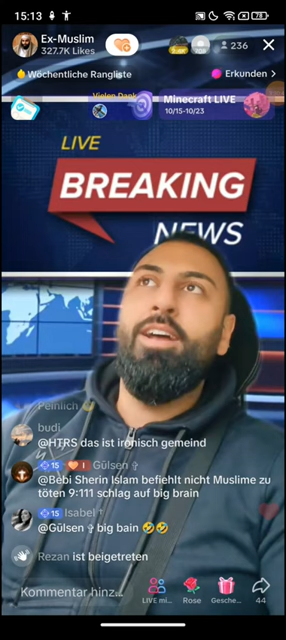 15:13
78
Ex-Muslim
327.7K Likes
236
Wöchentliche Rangliste
Erkunden >
Vielen Dank
Minecraft LIVE
10/15-10/23
LIVE
BREAKING
NEWS
Peinlich
budi
@HTRS das ist ironisch gemeind
15 I Gülsen ✞
@Bebi Sherin Islam befiehlt nicht Muslime zu
töten 9:111 schlag auf big brain
15 Isabel
@Gülsen ✞ big bain 🤣🤣
Rezan ist beigetreten
Kommentar hinz...
LIVE mi...
Rose
Gesche...
44